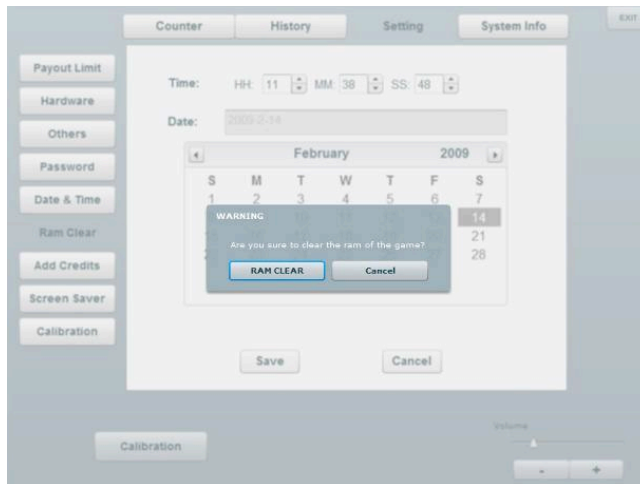 Counter History Setting System Info EXIT
Payout Limit
Hardware
Others
Password
Date & Time
Ram Clear
Add Credits
Screen Saver
Calibration
Time: HH: 11 MM: 38 SS: 48
Date: 2009-2-14
February 2009
S M T W T F S
1 2 3 4 5 6 7
14
21
28
WARNING
Are you sure to clear the ram of the game?
RAM CLEAR Cancel
Save Cancel
Calibration
Volume
- +